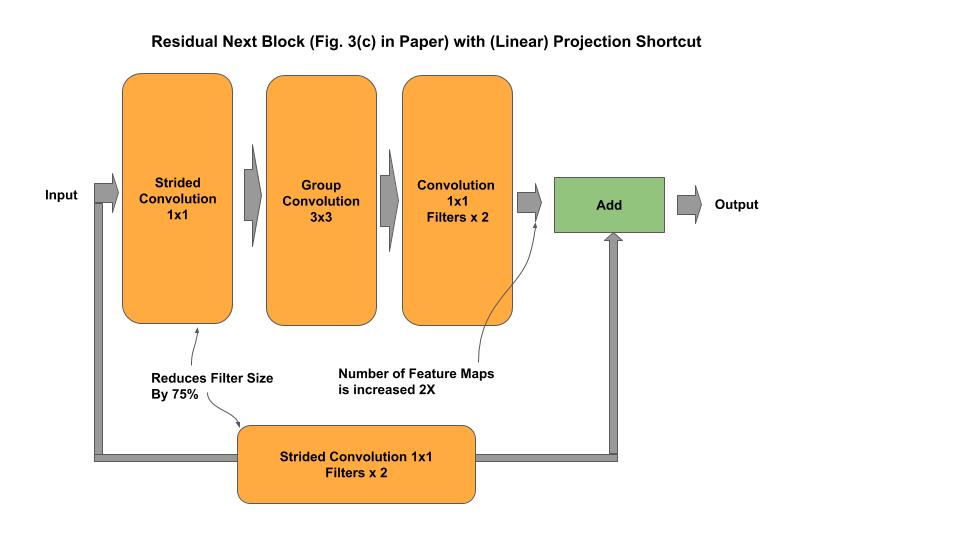 Residual Next Block (Fig. 3(c) in Paper) with (Linear) Projection Shortcut
Input
Strided
Convolution
1x1
Group
Convolution
3x3
Convolution
1x1
Filters x 2
Add
Output
Reduces Filter Size
By 75%
Number of Feature Maps
is increased 2X
Strided Convolution 1x1
Filters x 2